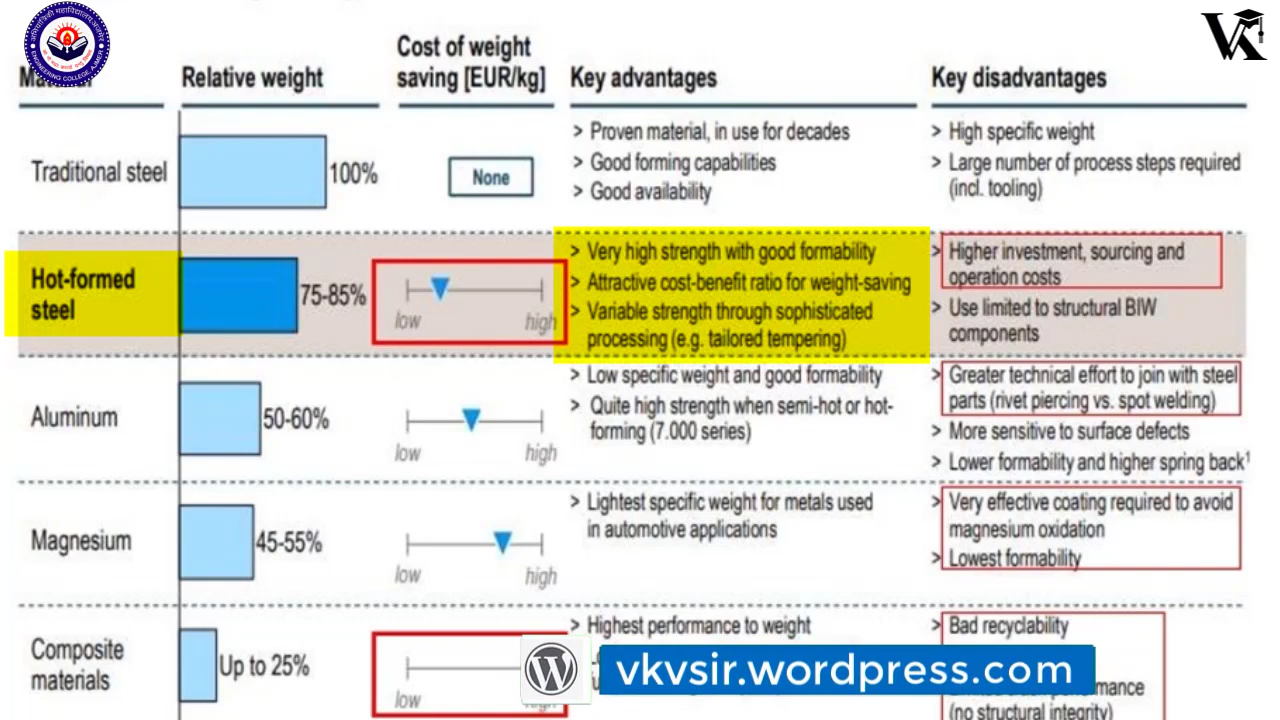 Material
Relative weight
Cost of weight
saving [EUR/kg]
Key advantages
Key disadvantages
Traditional steel
100%
None
> Proven material, in use for decades
> Good forming capabilities
> Good availability
> High specific weight
> Large number of process steps required
(incl. tooling)
Hot-formed
steel
75-85%
low
high
> Very high strength with good formability
> Attractive cost-benefit ratio for weight-saving
> Variable strength through sophisticated
processing (e.g. tailored tempering)
> Higher investment, sourcing and
operation costs
> Use limited to structural BIW
components
Aluminum
50-60%
low
high
> Low specific weight and good formability
> Quite high strength when semi-hot or hot-
forming (7.000 series)
> Greater technical effort to join with steel
parts (rivet piercing vs. spot welding)
> More sensitive to surface defects
> Lower formability and higher spring back¹
Magnesium
45-55%
low
high
> Lightest specific weight for metals used
in automotive applications
> Very effective coating required to avoid
magnesium oxidation
> Lowest formability
Composite
materials
Up to 25%
low
high
> Highest performance to weight
> Bad recyclability
(no structural integrity)
vkvsir.wordpress.com
ENGINEERING COLLEGE, AJMER
VK